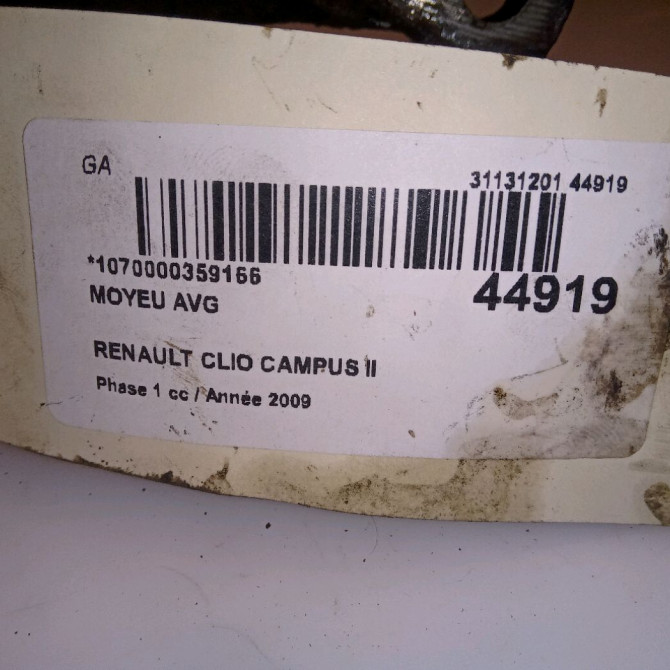 GA
31131201 44919
*1070000359166
44919
MOYEU AVG
RENAULT CLIO CAMPUS II
Phase 1 cc / Année 2009